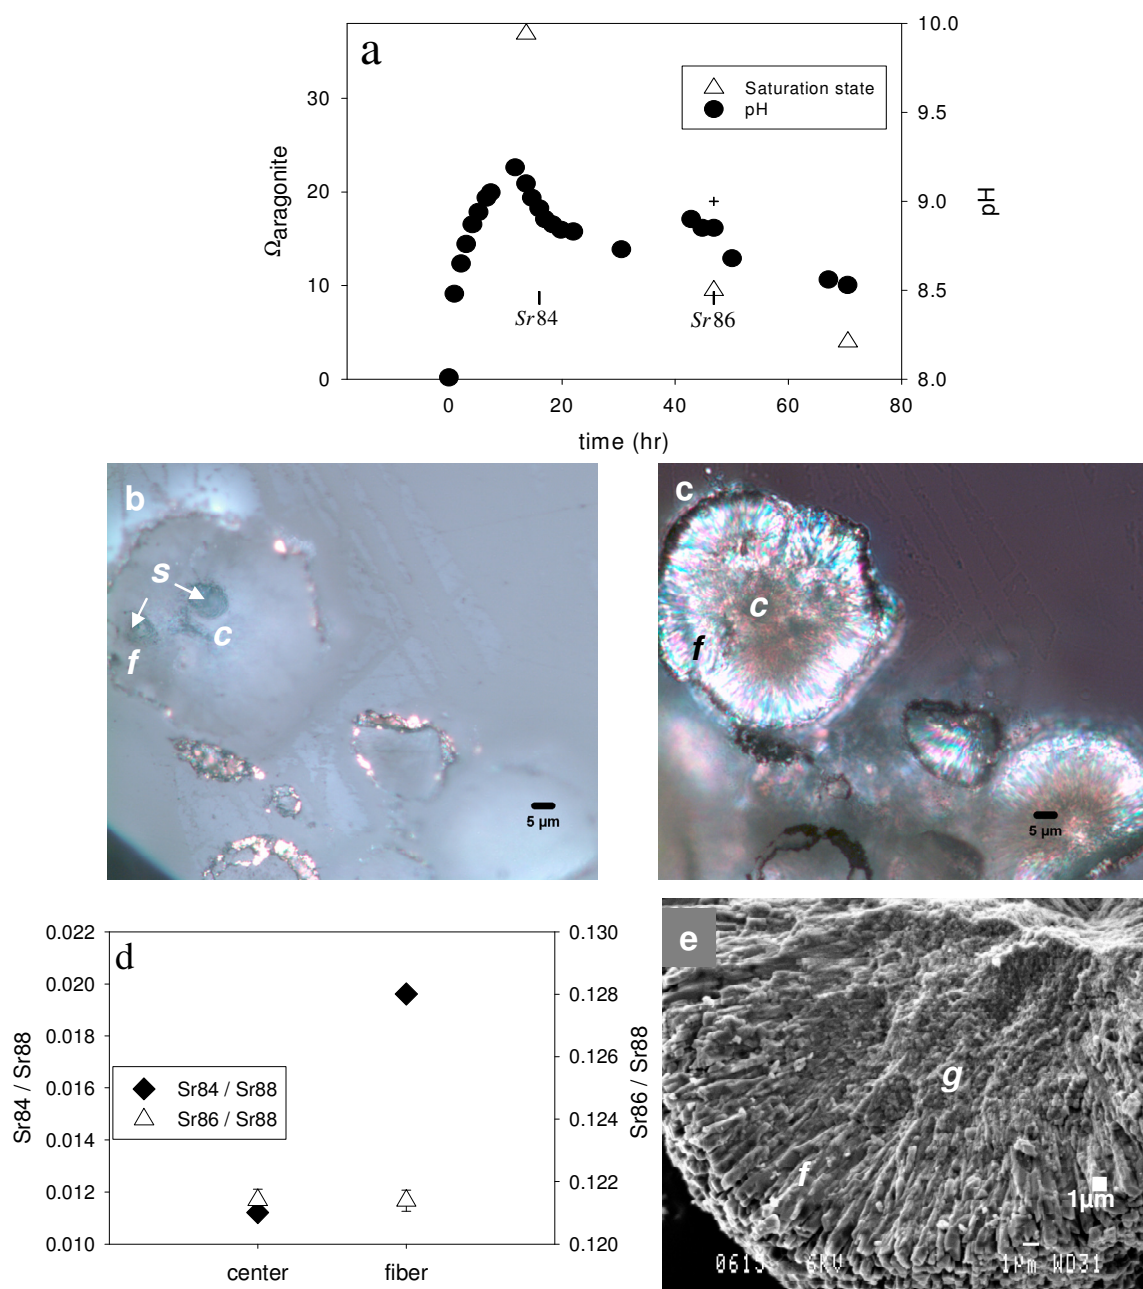 a
Saturation state
pH
Ωaragonite
30
20
10
0
10.0
9.5
9.0
8.5
8.0
pH
Sr84
Sr86
0
20
40
60
80
time (hr)
b
s
c
f
5 µm
c
c
f
5 µm
d
Sr84 / Sr88
0.022
0.020
0.018
0.016
0.014
0.012
0.010
Sr84 / Sr88
Sr86 / Sr88
0.130
0.128
0.126
0.124
0.122
0.120
Sr86 / Sr88
center
fiber
e
g
f
1µm
0615 6KV 1µm WD31